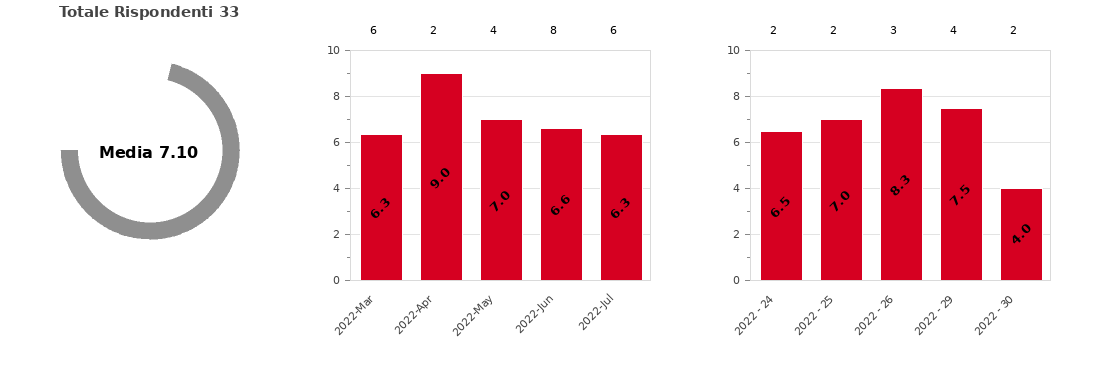 Totale Rispondenti 33
Media 7.10
6 2 4 8 6
10
8
6
4
2
0
6.3 9.0 7.0 6.6 6.3
2022-Mar 2022-Apr 2022-May 2022-Jun 2022-Jul
2 2 3 4 2
10
8
6
4
2
0
6.5 7.0 8.3 7.5 4.0
2022 - 24 2022 - 25 2022 - 26 2022 - 29 2022 - 30